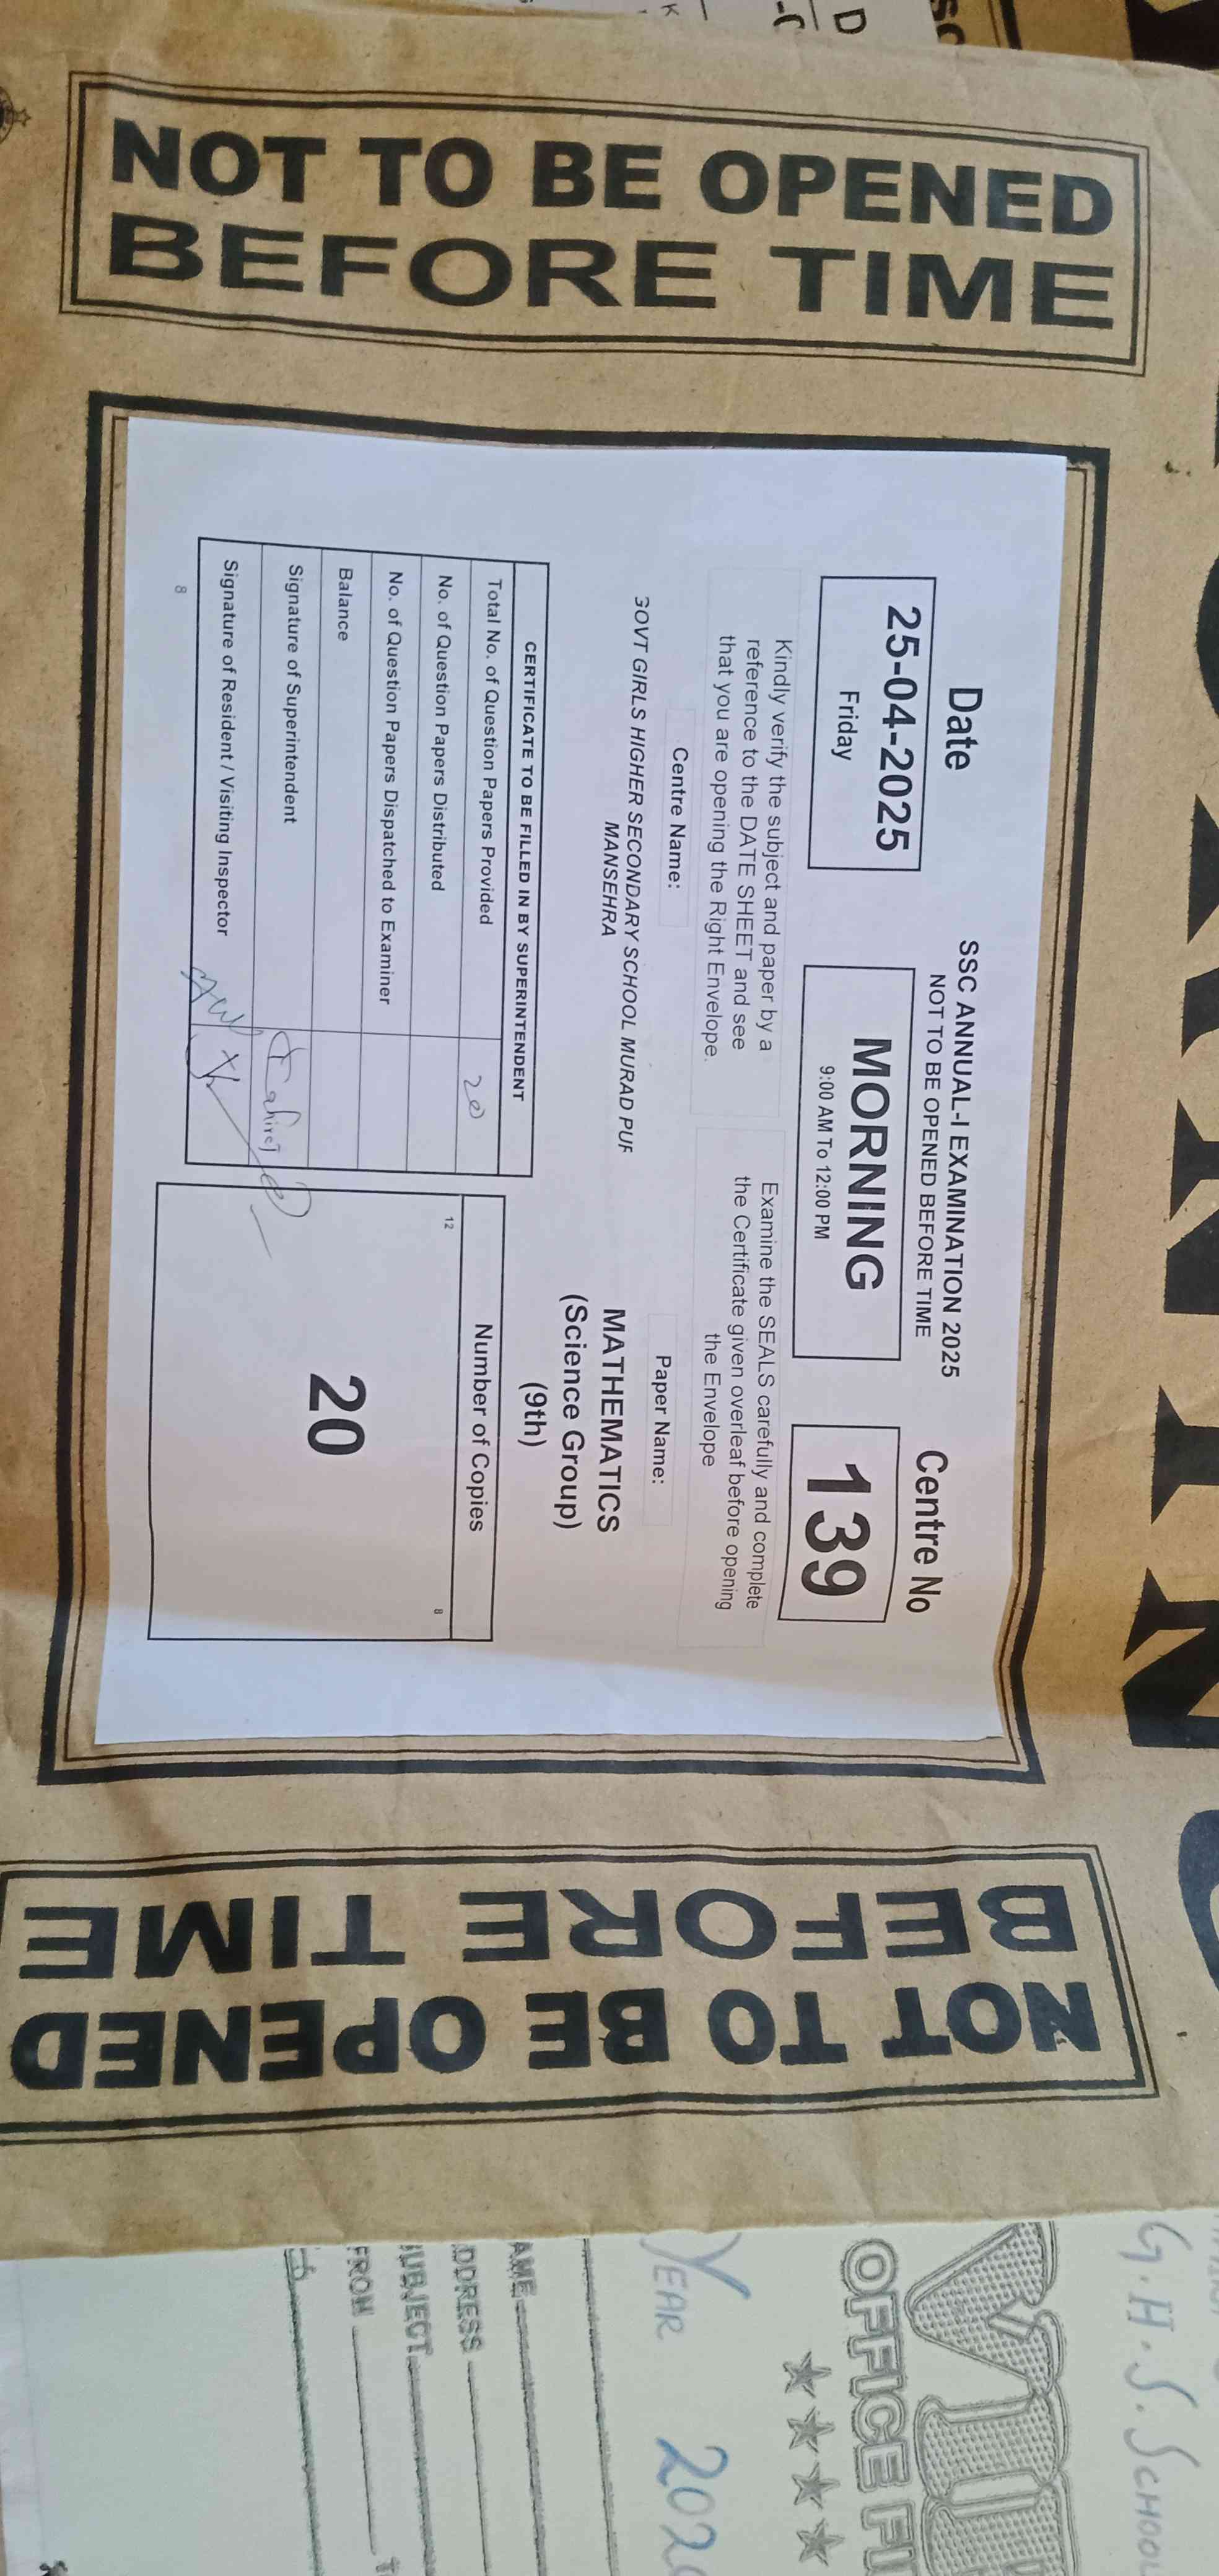 NOT TO BE OPENED
BEFORE TIME
SSC ANNUAL-I EXAMINATION 2025
NOT TO BE OPENED BEFORE TIME
Date
25-04-2025
Friday
MORNING
9:00 AM To 12:00 PM
Centre No
139
Kindly verify the subject and paper by a
reference to the DATE SHEET and see
that you are opening the Right Envelope.
Examine the SEALS carefully and complete
the Certificate given overleaf before opening
the Envelope
Centre Name:
GOVT GIRLS HIGHER SECONDARY SCHOOL MURAD PUR
MANSEHRA
Paper Name:
MATHEMATICS
(Science Group)
(9th)
CERTIFICATE TO BE FILLED IN BY SUPERINTENDENT
Total No. of Question Papers Provided 20
No. of Question Papers Distributed
No. of Question Papers Dispatched to Examiner
Balance
Signature of Superintendent
Signature of Resident / Visiting Inspector
8
Number of Copies
12 8
20
NOT TO BE OPENED
BEFORE TIME
G.H.S. SCHOOL
OFFICE
YEAR